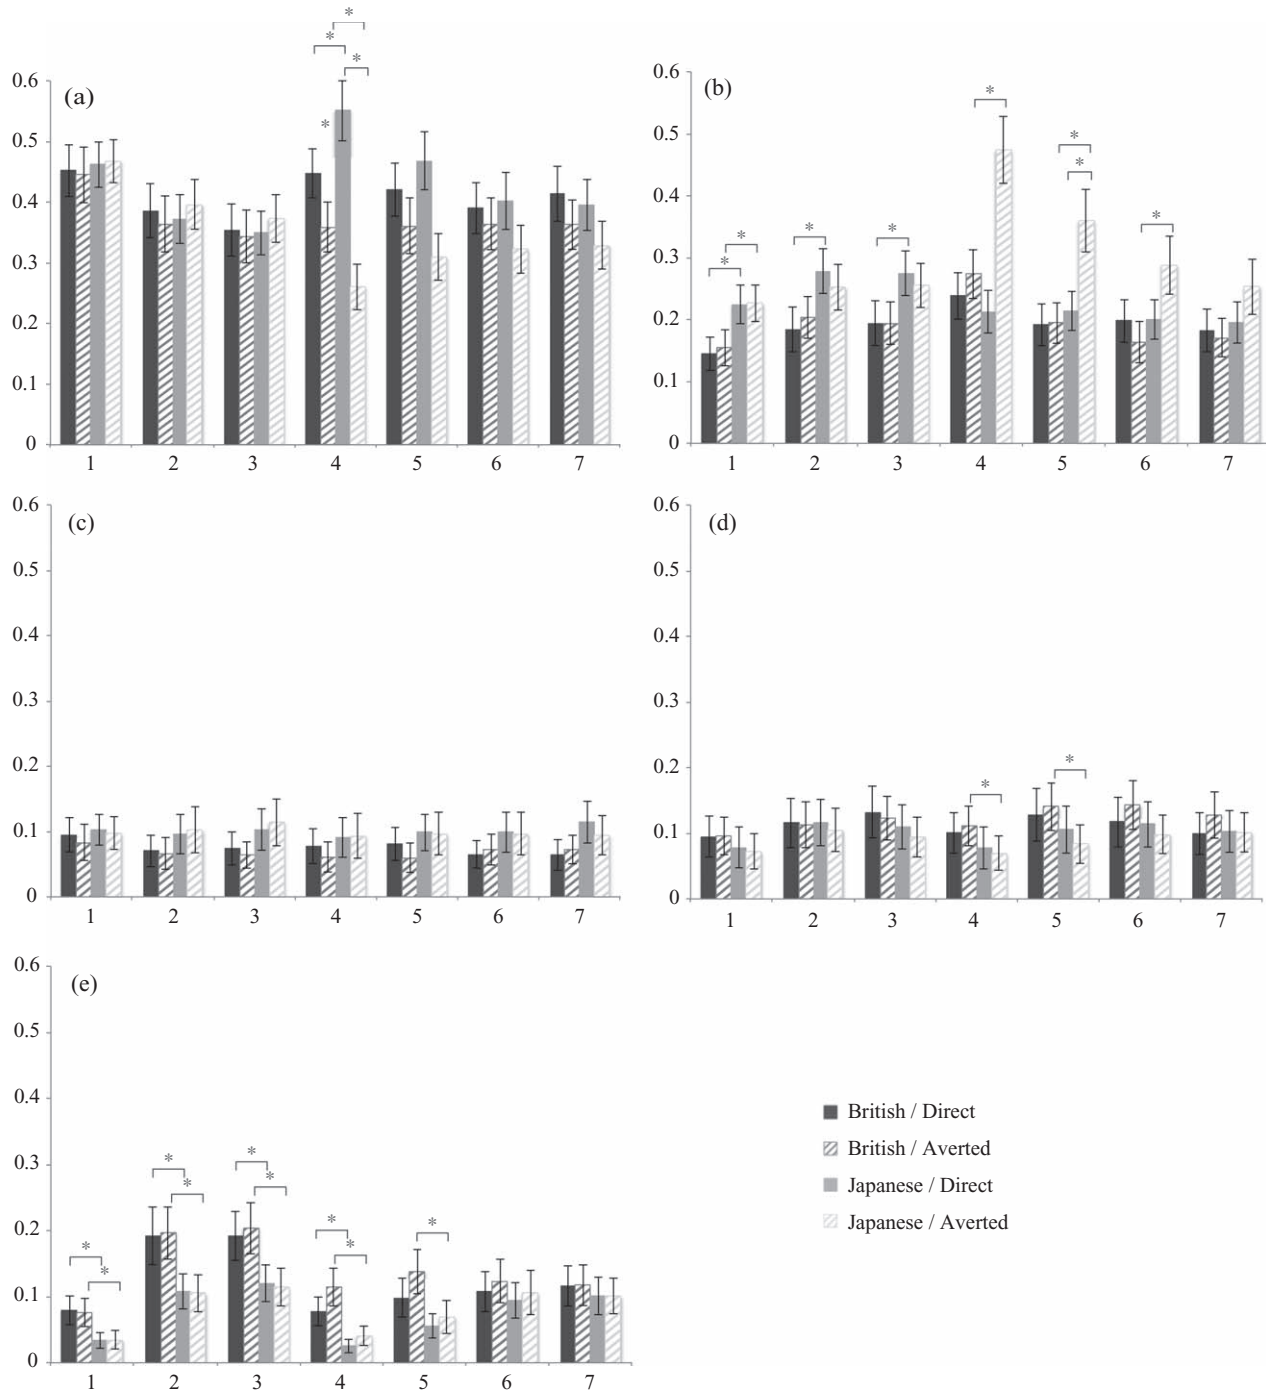 (a)
* * * *
0.6
0.5
0.4
0.3
0.2
0.1
0
1 2 3 4 5 6 7
(b)
* * * * * * * *
0.6
0.5
0.4
0.3
0.2
0.1
0
1 2 3 4 5 6 7
(c)
0.6
0.5
0.4
0.3
0.2
0.1
0
1 2 3 4 5 6 7
(d)
* *
0.6
0.5
0.4
0.3
0.2
0.1
0
1 2 3 4 5 6 7
(e)
* * * * * * * * *
0.6
0.5
0.4
0.3
0.2
0.1
0
1 2 3 4 5 6 7
British / Direct
British / Averted
Japanese / Direct
Japanese / Averted